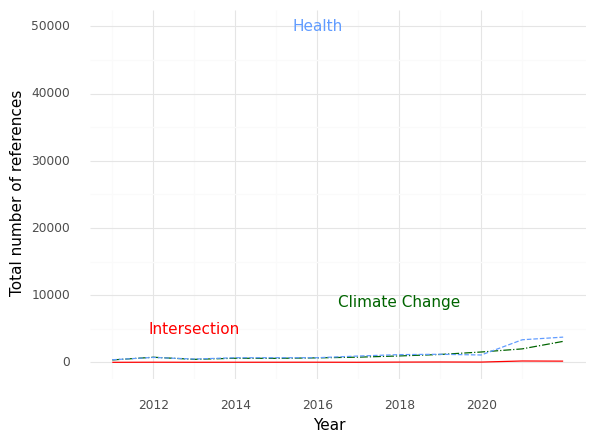 Health
50000
40000
30000
20000
10000
0
Climate Change
Intersection
2012
2014
2016
2018
2020
Year
Total number of references